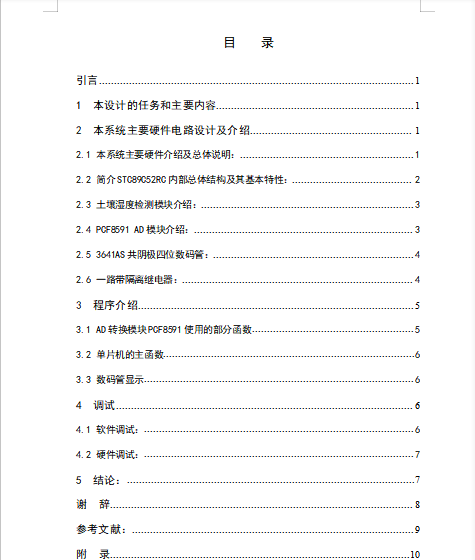 目 录
引言 1
1 本设计的任务和主要内容 1
2 本系统主要硬件电路设计及介绍 1
2.1 本系统主要硬件介绍及总体说明: 1
2.2 简介STC89C52RC内部总体结构及其基本特性: 2
2.3 土壤湿度检测模块介绍: 3
2.4 PCF8591 AD模块介绍: 3
2.5 3641AS共阴极四位数码管: 4
2.6 一路带隔离继电器: 4
3 程序介绍 5
3.1 AD转换模块PCF8591使用的部分函数 5
3.2 单片机的主函数 6
3.3 数码管显示 6
4 调试 6
4.1 软件调试: 6
4.2 硬件调试: 7
5 结论: 7
谢 辞 8
参考文献: 9
附 录 10